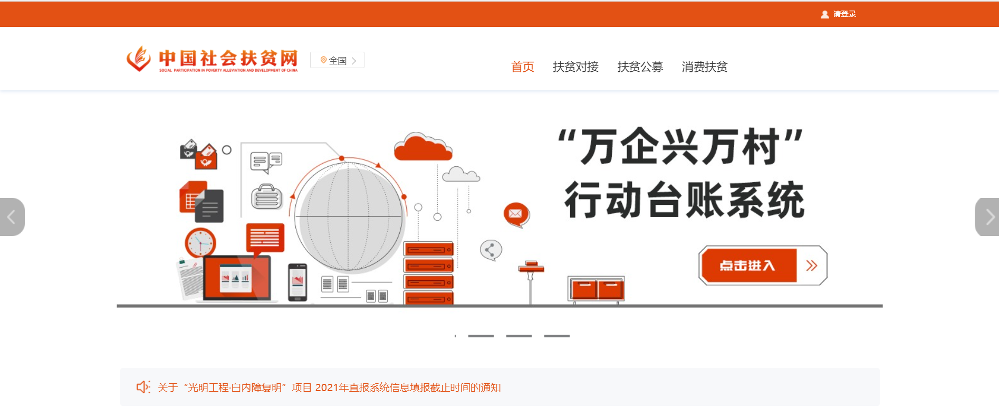 请登录
中国社会扶贫网
SOCIAL PARTICIPATION IN POVERTY ALLEVIATION AND DEVELOPMENT OF CHINA
全国
首页 扶贫对接 扶贫公募 消费扶贫
“万企兴万村”
行动台账系统
点击进入
关于“光明工程·白内障复明”项目 2021年直报系统信息填报截止时间的通知